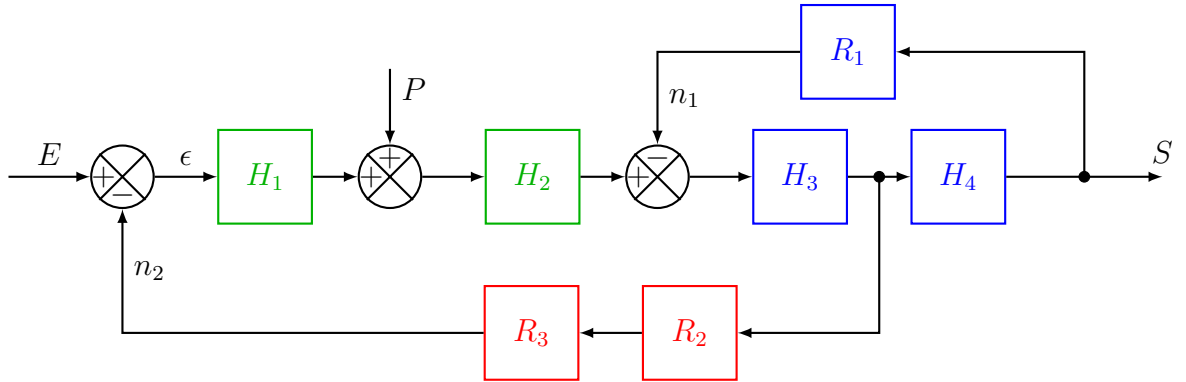 R₁
P
n₁
E
ϵ
+
−
H₁
+
+
H₂
−
+
H₃
H₄
S
n₂
R₃
R₂